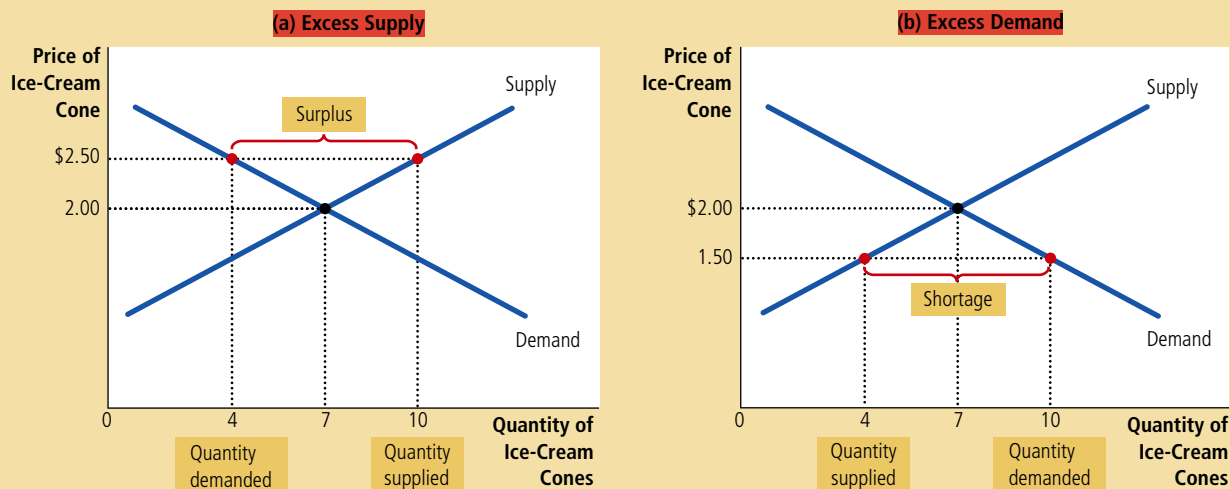 (a) Excess Supply
Price of
Ice-Cream
Cone
Supply
Surplus
$2.50
2.00
Demand
0
4
7
10
Quantity of
Ice-Cream
Cones
Quantity
demanded
Quantity
supplied
(b) Excess Demand
Price of
Ice-Cream
Cone
Supply
$2.00
1.50
Shortage
Demand
0
4
7
10
Quantity of
Ice-Cream
Cones
Quantity
supplied
Quantity
demanded